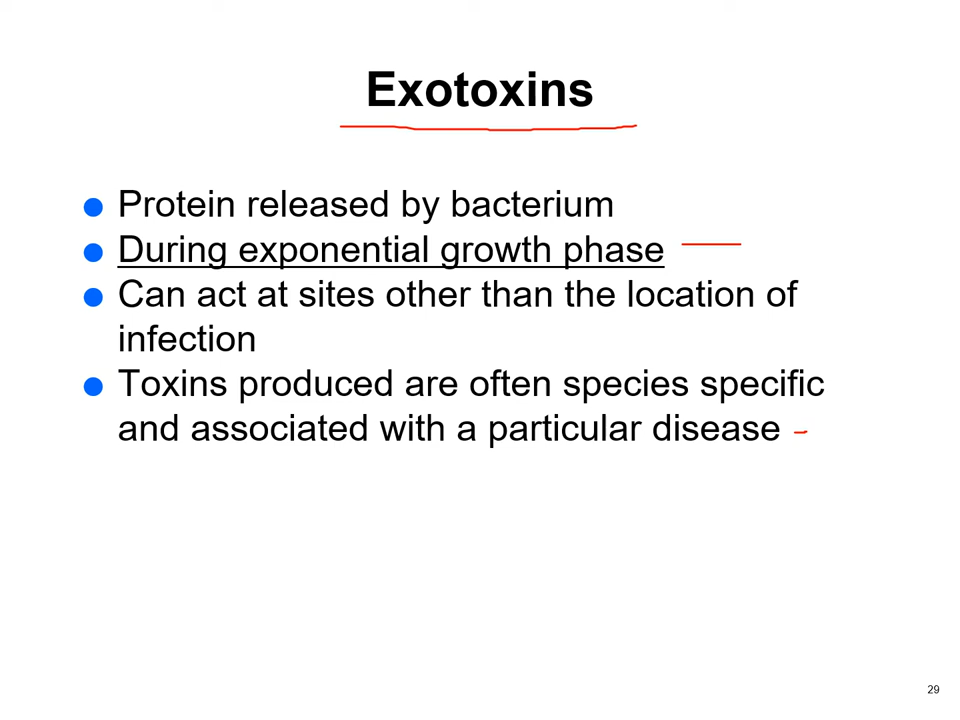 Exotoxins
● Protein released by bacterium
● During exponential growth phase
● Can act at sites other than the location of
infection
● Toxins produced are often species specific
and associated with a particular disease
29